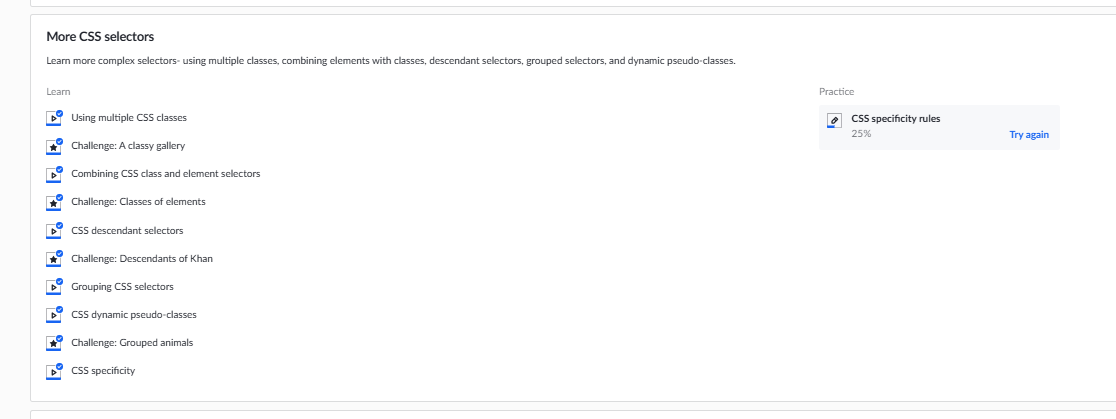 More CSS selectors
Learn more complex selectors- using multiple classes, combining elements with classes, descendant selectors, grouped selectors, and dynamic pseudo-classes.
Learn
Using multiple CSS classes
Challenge: A classy gallery
Combining CSS class and element selectors
Challenge: Classes of elements
CSS descendant selectors
Challenge: Descendants of Khan
Grouping CSS selectors
CSS dynamic pseudo-classes
Challenge: Grouped animals
CSS specificity
Practice
CSS specificity rules
25%
Try again